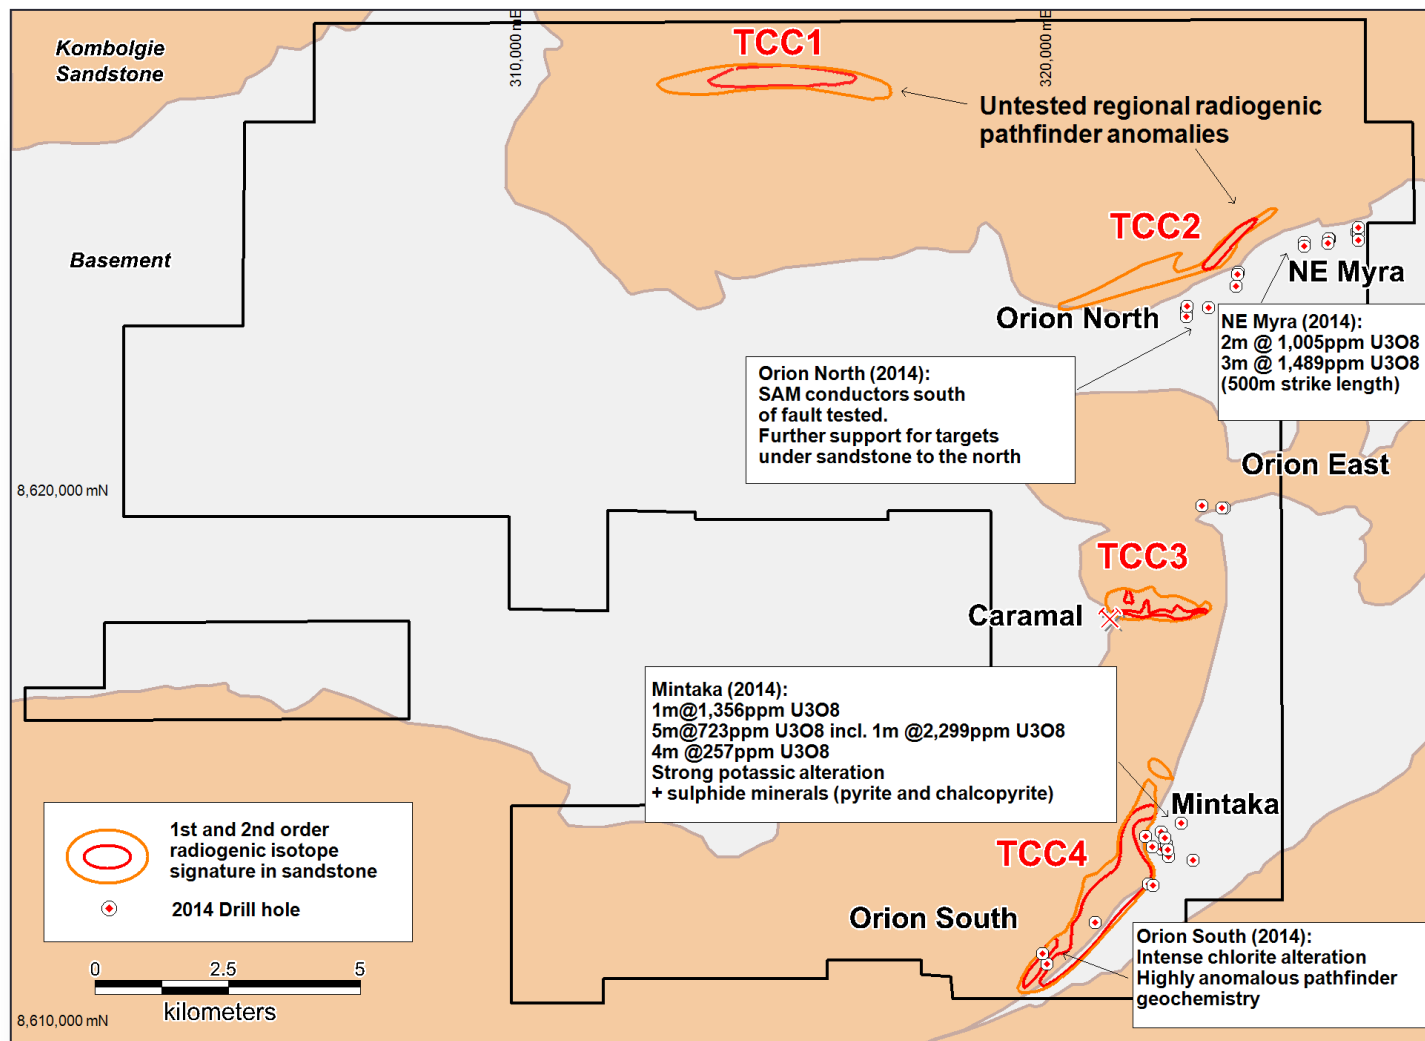 Kombolgie
Sandstone
310,000 mE
320,000 mE
TCC1
Untested regional radiogenic
pathfinder anomalies
TCC2
Basement
NE Myra
Orion North
NE Myra (2014):
2m @ 1,005ppm U3O8
3m @ 1,489ppm U3O8
(500m strike length)
Orion North (2014):
SAM conductors south
of fault tested.
Further support for targets
under sandstone to the north
Orion East
8,620,000 mN
TCC3
Caramal
Mintaka (2014):
1m@1,356ppm U3O8
5m@723ppm U3O8 incl. 1m @2,299ppm U3O8
4m @257ppm U3O8
Strong potassic alteration
+ sulphide minerals (pyrite and chalcopyrite)
Mintaka
TCC4
Orion South
1st and 2nd order
radiogenic isotope
signature in sandstone
2014 Drill hole
Orion South (2014):
Intense chlorite alteration
Highly anomalous pathfinder
geochemistry
0 2.5 5
kilometers
8,610,000 mN